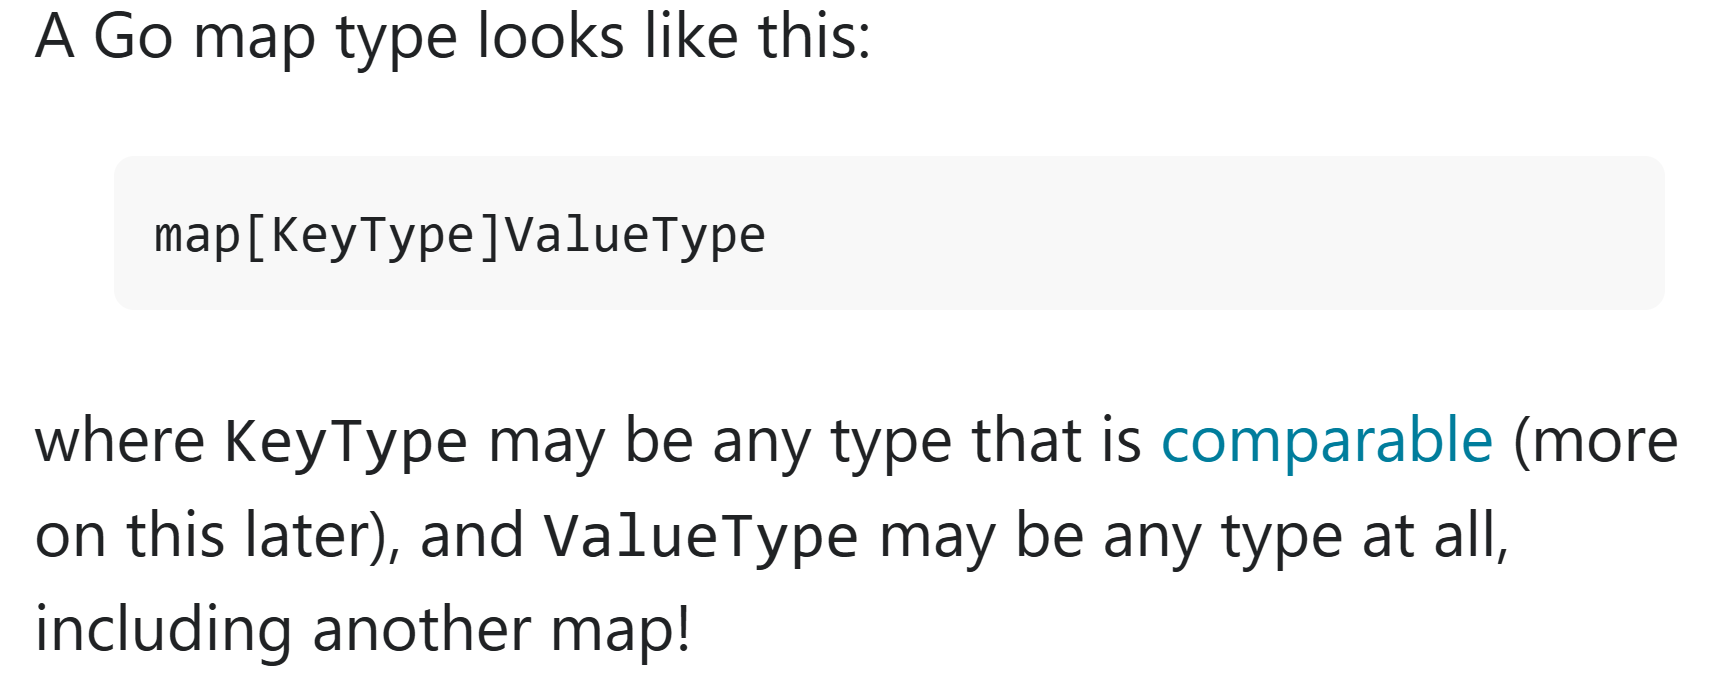 A Go map type looks like this:
map[KeyType]ValueType
where KeyType may be any type that is comparable (more
on this later), and ValueType may be any type at all,
including another map!